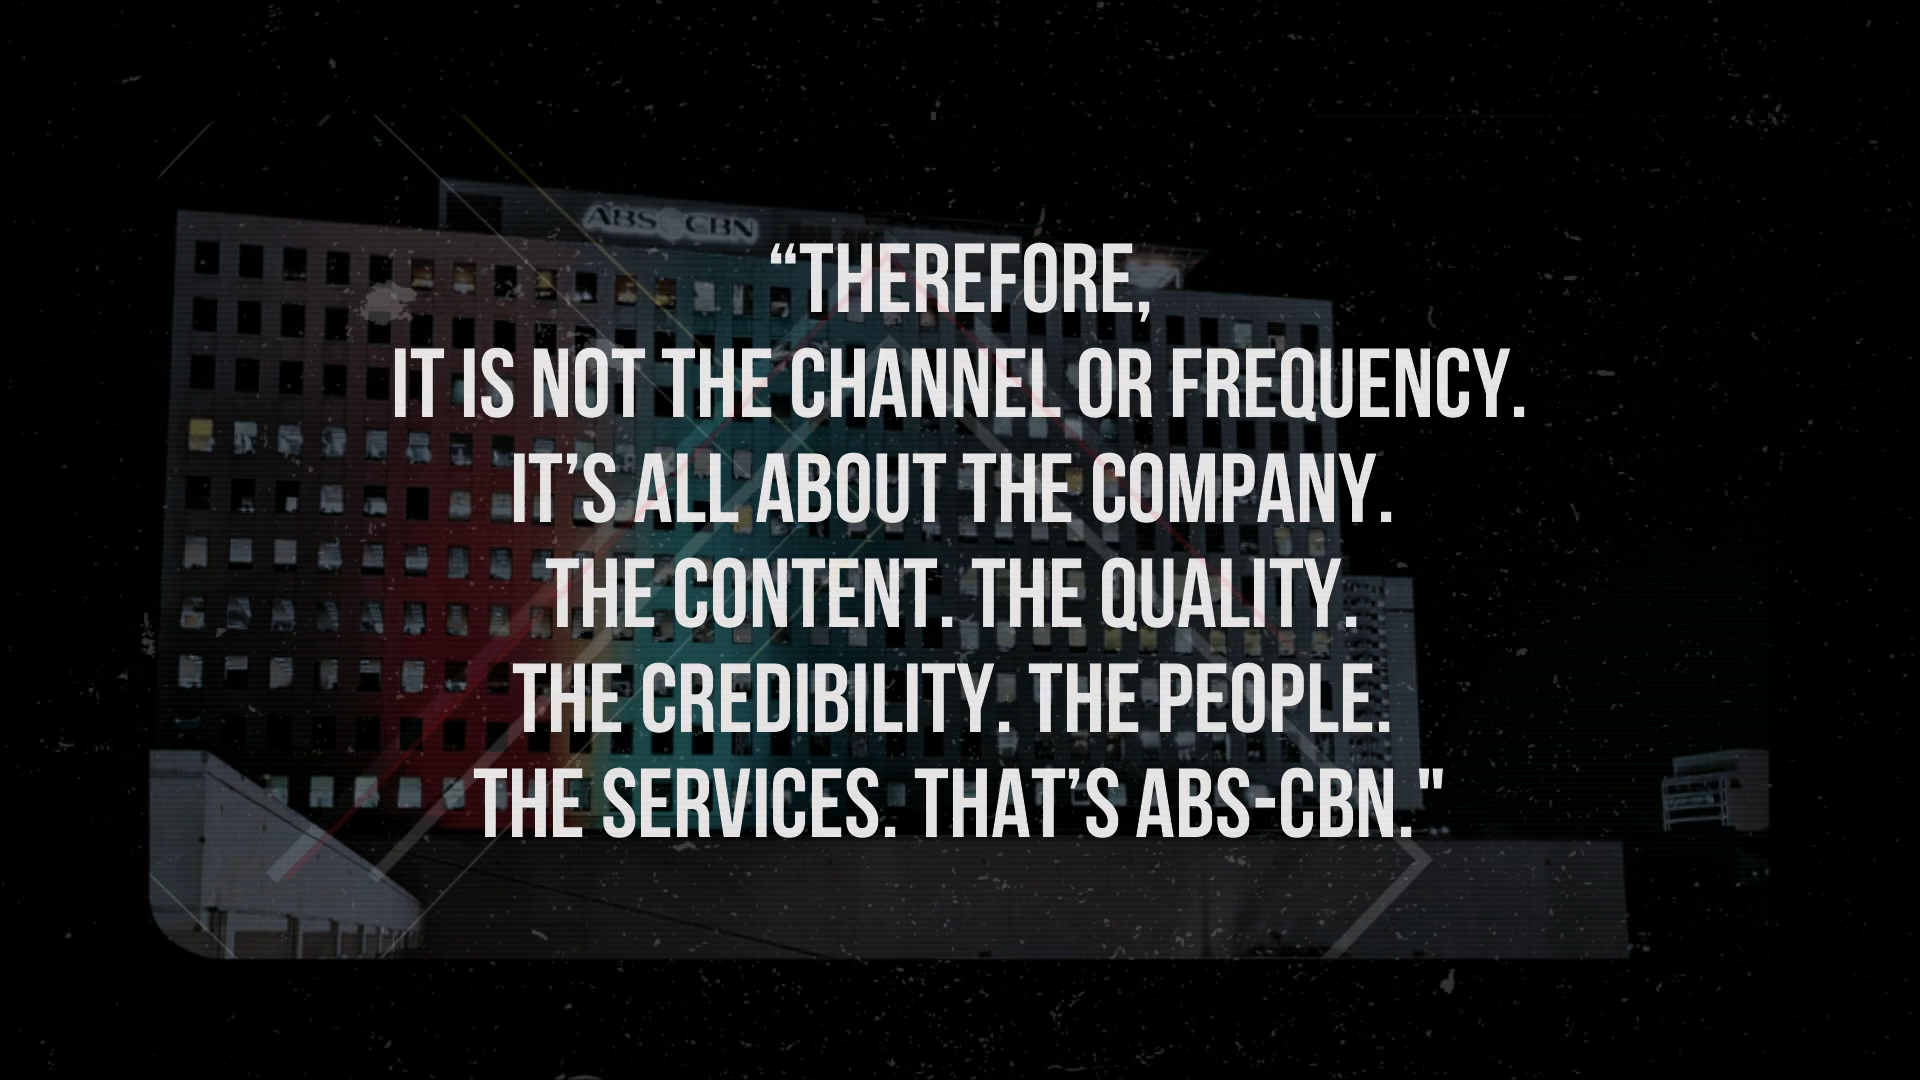 ABS CBN
“THEREFORE,
IT IS NOT THE CHANNEL OR FREQUENCY.
IT’S ALL ABOUT THE COMPANY.
THE CONTENT. THE QUALITY.
THE CREDIBILITY. THE PEOPLE.
THE SERVICES. THAT’S ABS-CBN."